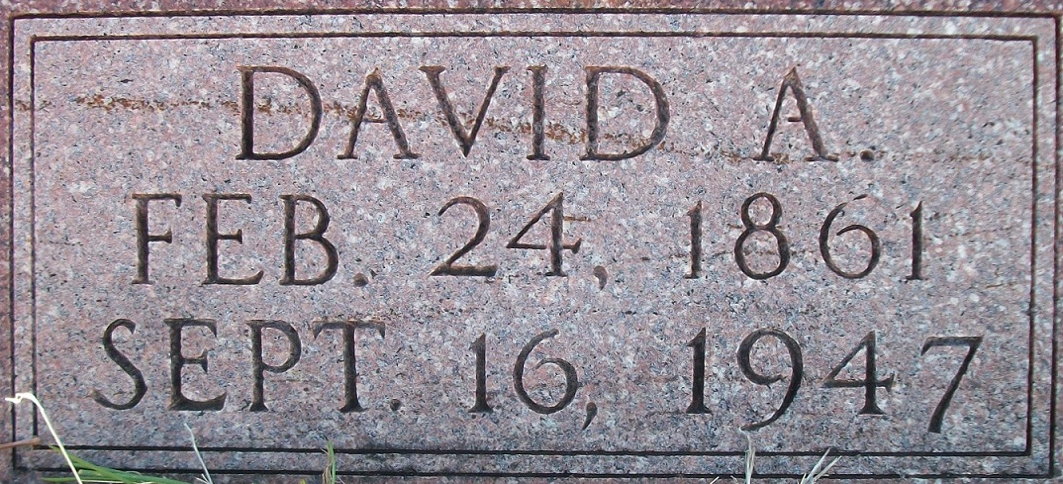 DAVID A.
FEB. 24, 1861
SEPT. 16, 1947